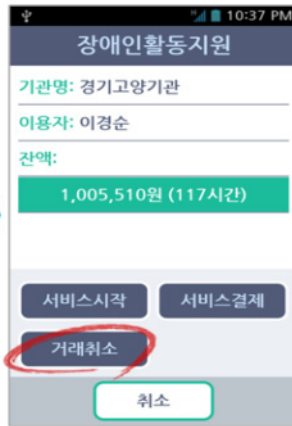 10:37 PM
장애인활동지원
기관명: 경기고양기관
이용자: 이경순
잔액:
1,005,510원 (117시간)
서비스시작 서비스결제
거래취소
취소